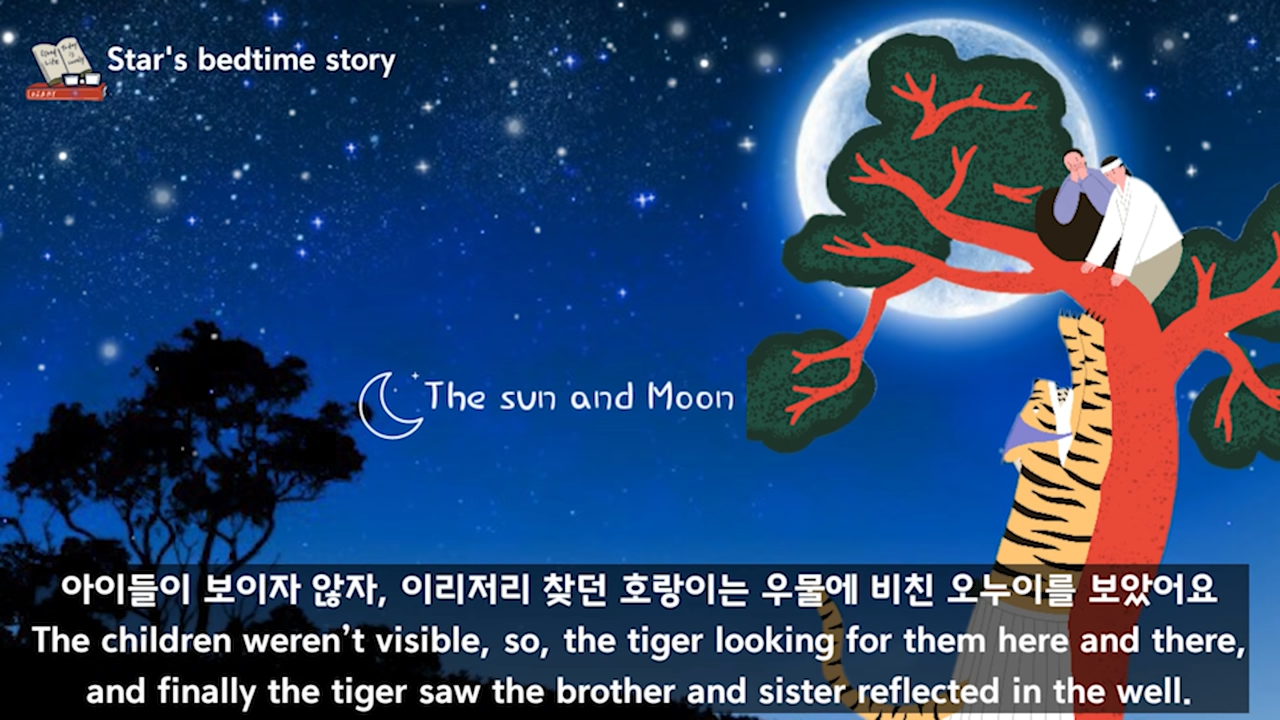 Star's bedtime story
The sun and Moon
아이들이 보이자 않자, 이리저리 찾던 호랑이는 우물에 비친 오누이를 보았어요
The children weren't visible, so, the tiger looking for them here and there,
and finally the tiger saw the brother and sister reflected in the well.